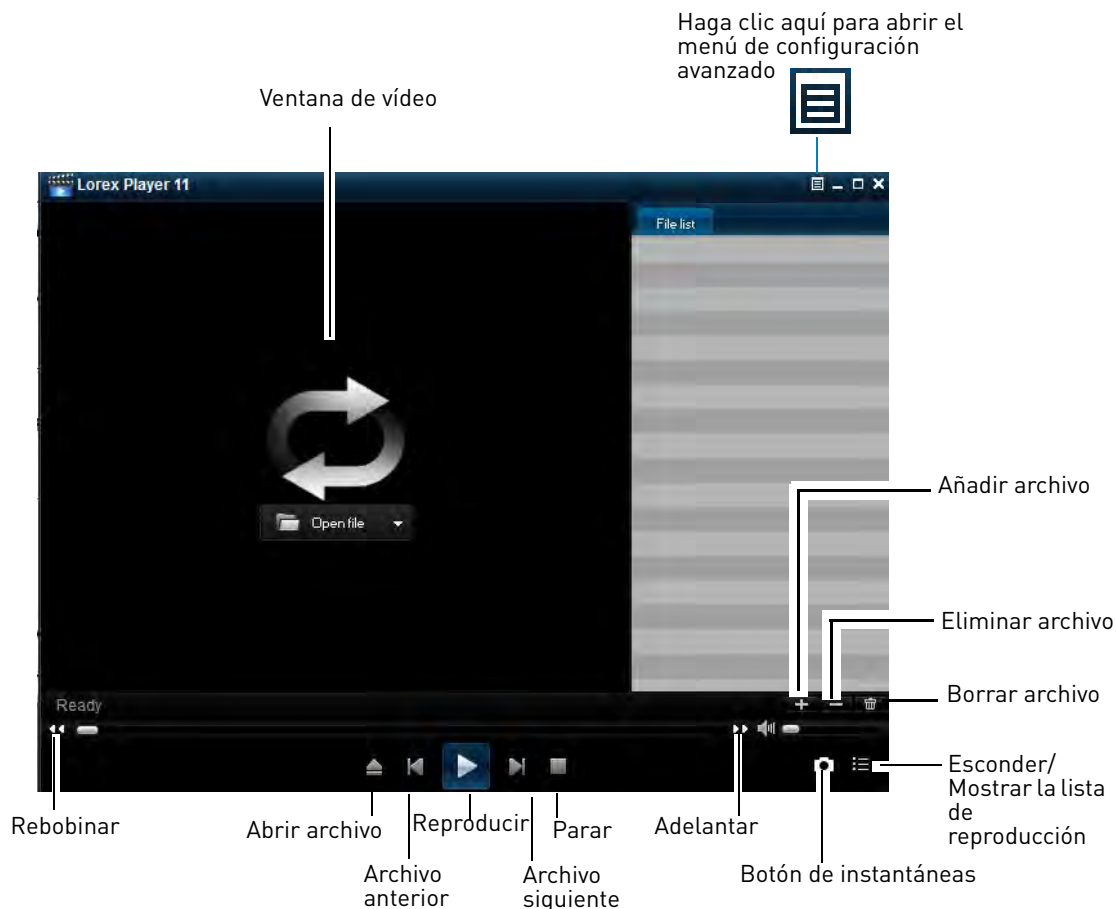 Haga clic aquí para abrir el
menú de configuración
avanzado
Ventana de vídeo
Lorex Player 11
File list
Open file
Añadir archivo
Eliminar archivo
Borrar archivo
Ready
Esconder/
Mostrar la lista
de
reproducción
Rebobinar
Abrir archivo
Reproducir
Parar
Adelantar
Archivo
anterior
Archivo
siguiente
Botón de instantáneas